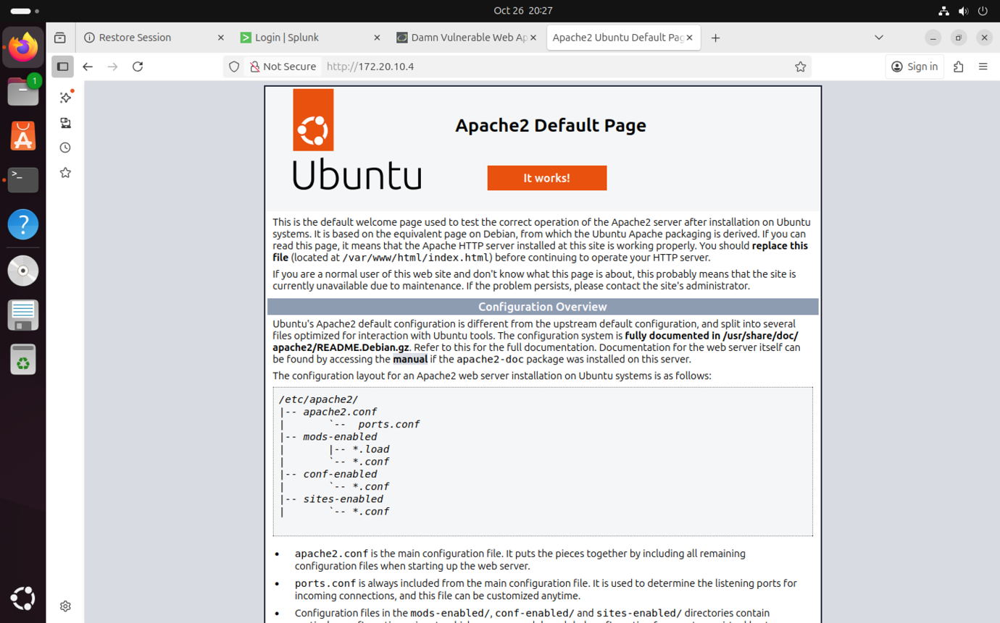 Oct 26 20:27
Restore Session
Login | Splunk
Damn Vulnerable Web Ap
Apache2 Ubuntu Default Pag
Not Secure
http://172.20.10.4
Sign in
1
>_
?
Apache2 Default Page
Ubuntu
It works!
This is the default welcome page used to test the correct operation of the Apache2 server after installation on Ubuntu
systems. It is based on the equivalent page on Debian, from which the Ubuntu Apache packaging is derived. If you can
read this page, it means that the Apache HTTP server installed at this site is working properly. You should replace this
file (located at /var/www/html/index.html) before continuing to operate your HTTP server.
If you are a normal user of this web site and don't know what this page is about, this probably means that the site is
currently unavailable due to maintenance. If the problem persists, please contact the site's administrator.
Configuration Overview
Ubuntu's Apache2 default configuration is different from the upstream default configuration, and split into several
files optimized for interaction with Ubuntu tools. The configuration system is fully documented in /usr/share/doc/
apache2/README.Debian.gz. Refer to this for the full documentation. Documentation for the web server itself can
be found by accessing the manual if the apache2-doc package was installed on this server.
The configuration layout for an Apache2 web server installation on Ubuntu systems is as follows:
/etc/apache2/
|-- apache2.conf
|       `--  ports.conf
|-- mods-enabled
|       |-- *.load
|       `-- *.conf
|-- conf-enabled
|       `-- *.conf
|-- sites-enabled
|       `-- *.conf
• apache2.conf is the main configuration file. It puts the pieces together by including all remaining
configuration files when starting up the web server.
• ports.conf is always included from the main configuration file. It is used to determine the listening ports for
incoming connections, and this file can be customized anytime.
• Configuration files in the mods-enabled/, conf-enabled/ and sites-enabled/ directories contain